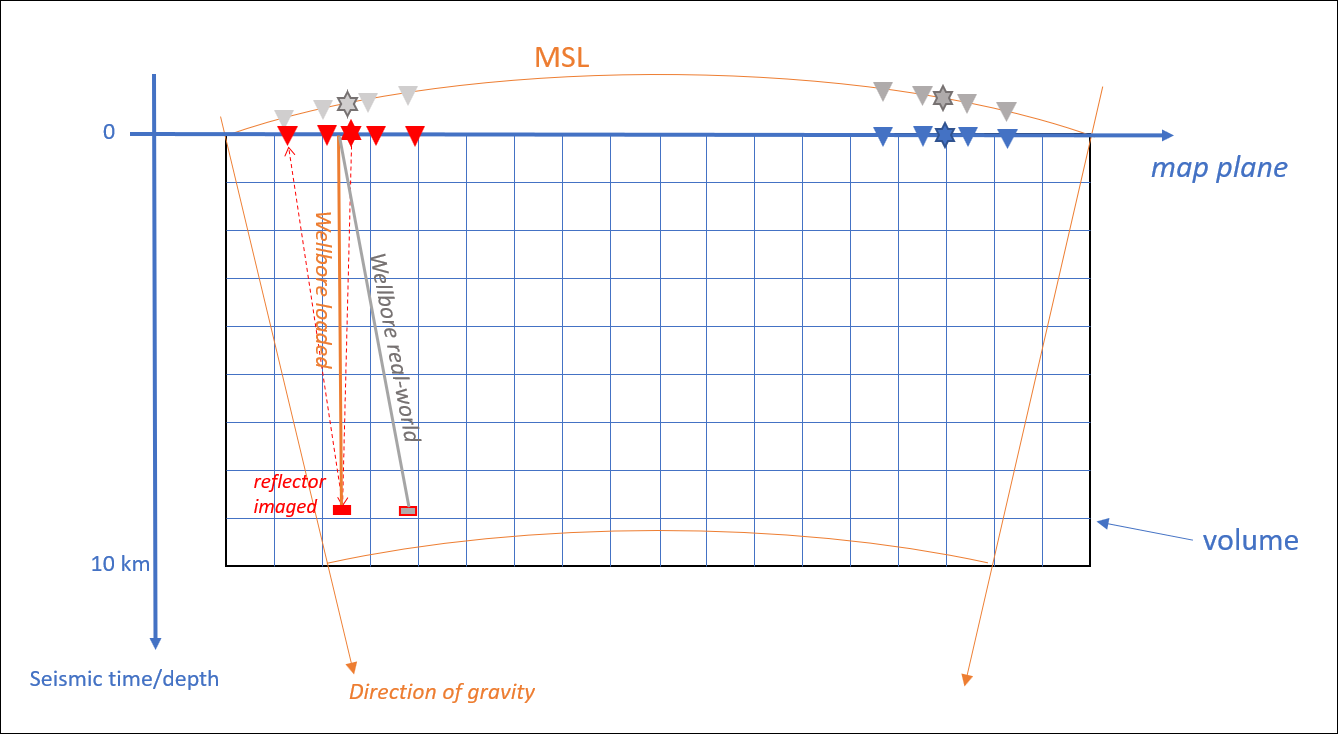 MSL
0
map plane
Wellbore loaded
Wellbore real-world
reflector
imaged
volume
10 km
Seismic time/depth
Direction of gravity